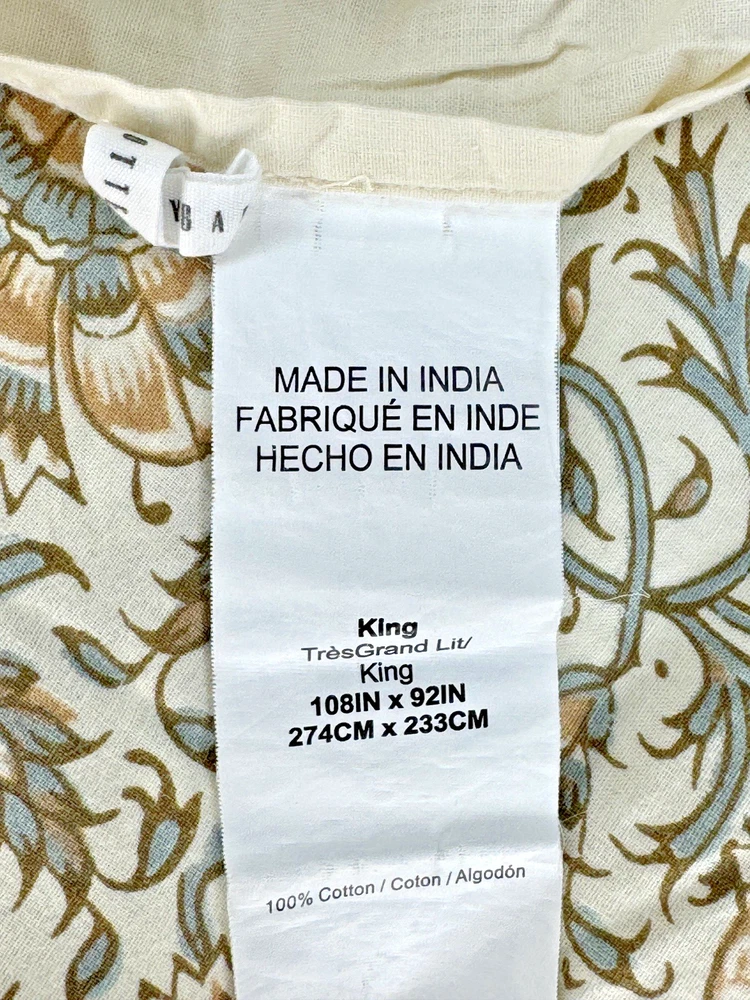 MADE IN INDIA
FABRIQUÉ EN INDE
HECHO EN INDIA
King
TrèsGrand Lit/
King
108IN x 92IN
274CM x 233CM
100% Cotton / Coton / Algodón